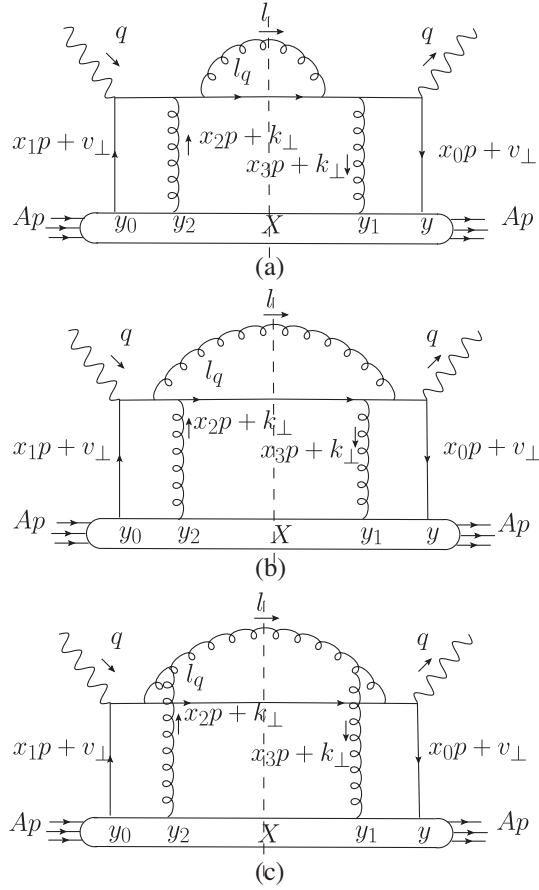 l
q l_q q
x_1p + v_⊥ x_2p + k_⊥ x_3p + k_⊥ x_0p + v_⊥
Ap y_0 y_2 X y_1 y Ap
(a)
l
q l_q q
x_1p + v_⊥ x_2p + k_⊥ x_3p + k_⊥ x_0p + v_⊥
Ap y_0 y_2 X y_1 y Ap
(b)
l
q l_q q
x_1p + v_⊥ x_2p + k_⊥ x_3p + k_⊥ x_0p + v_⊥
Ap y_0 y_2 X y_1 y Ap
(c)